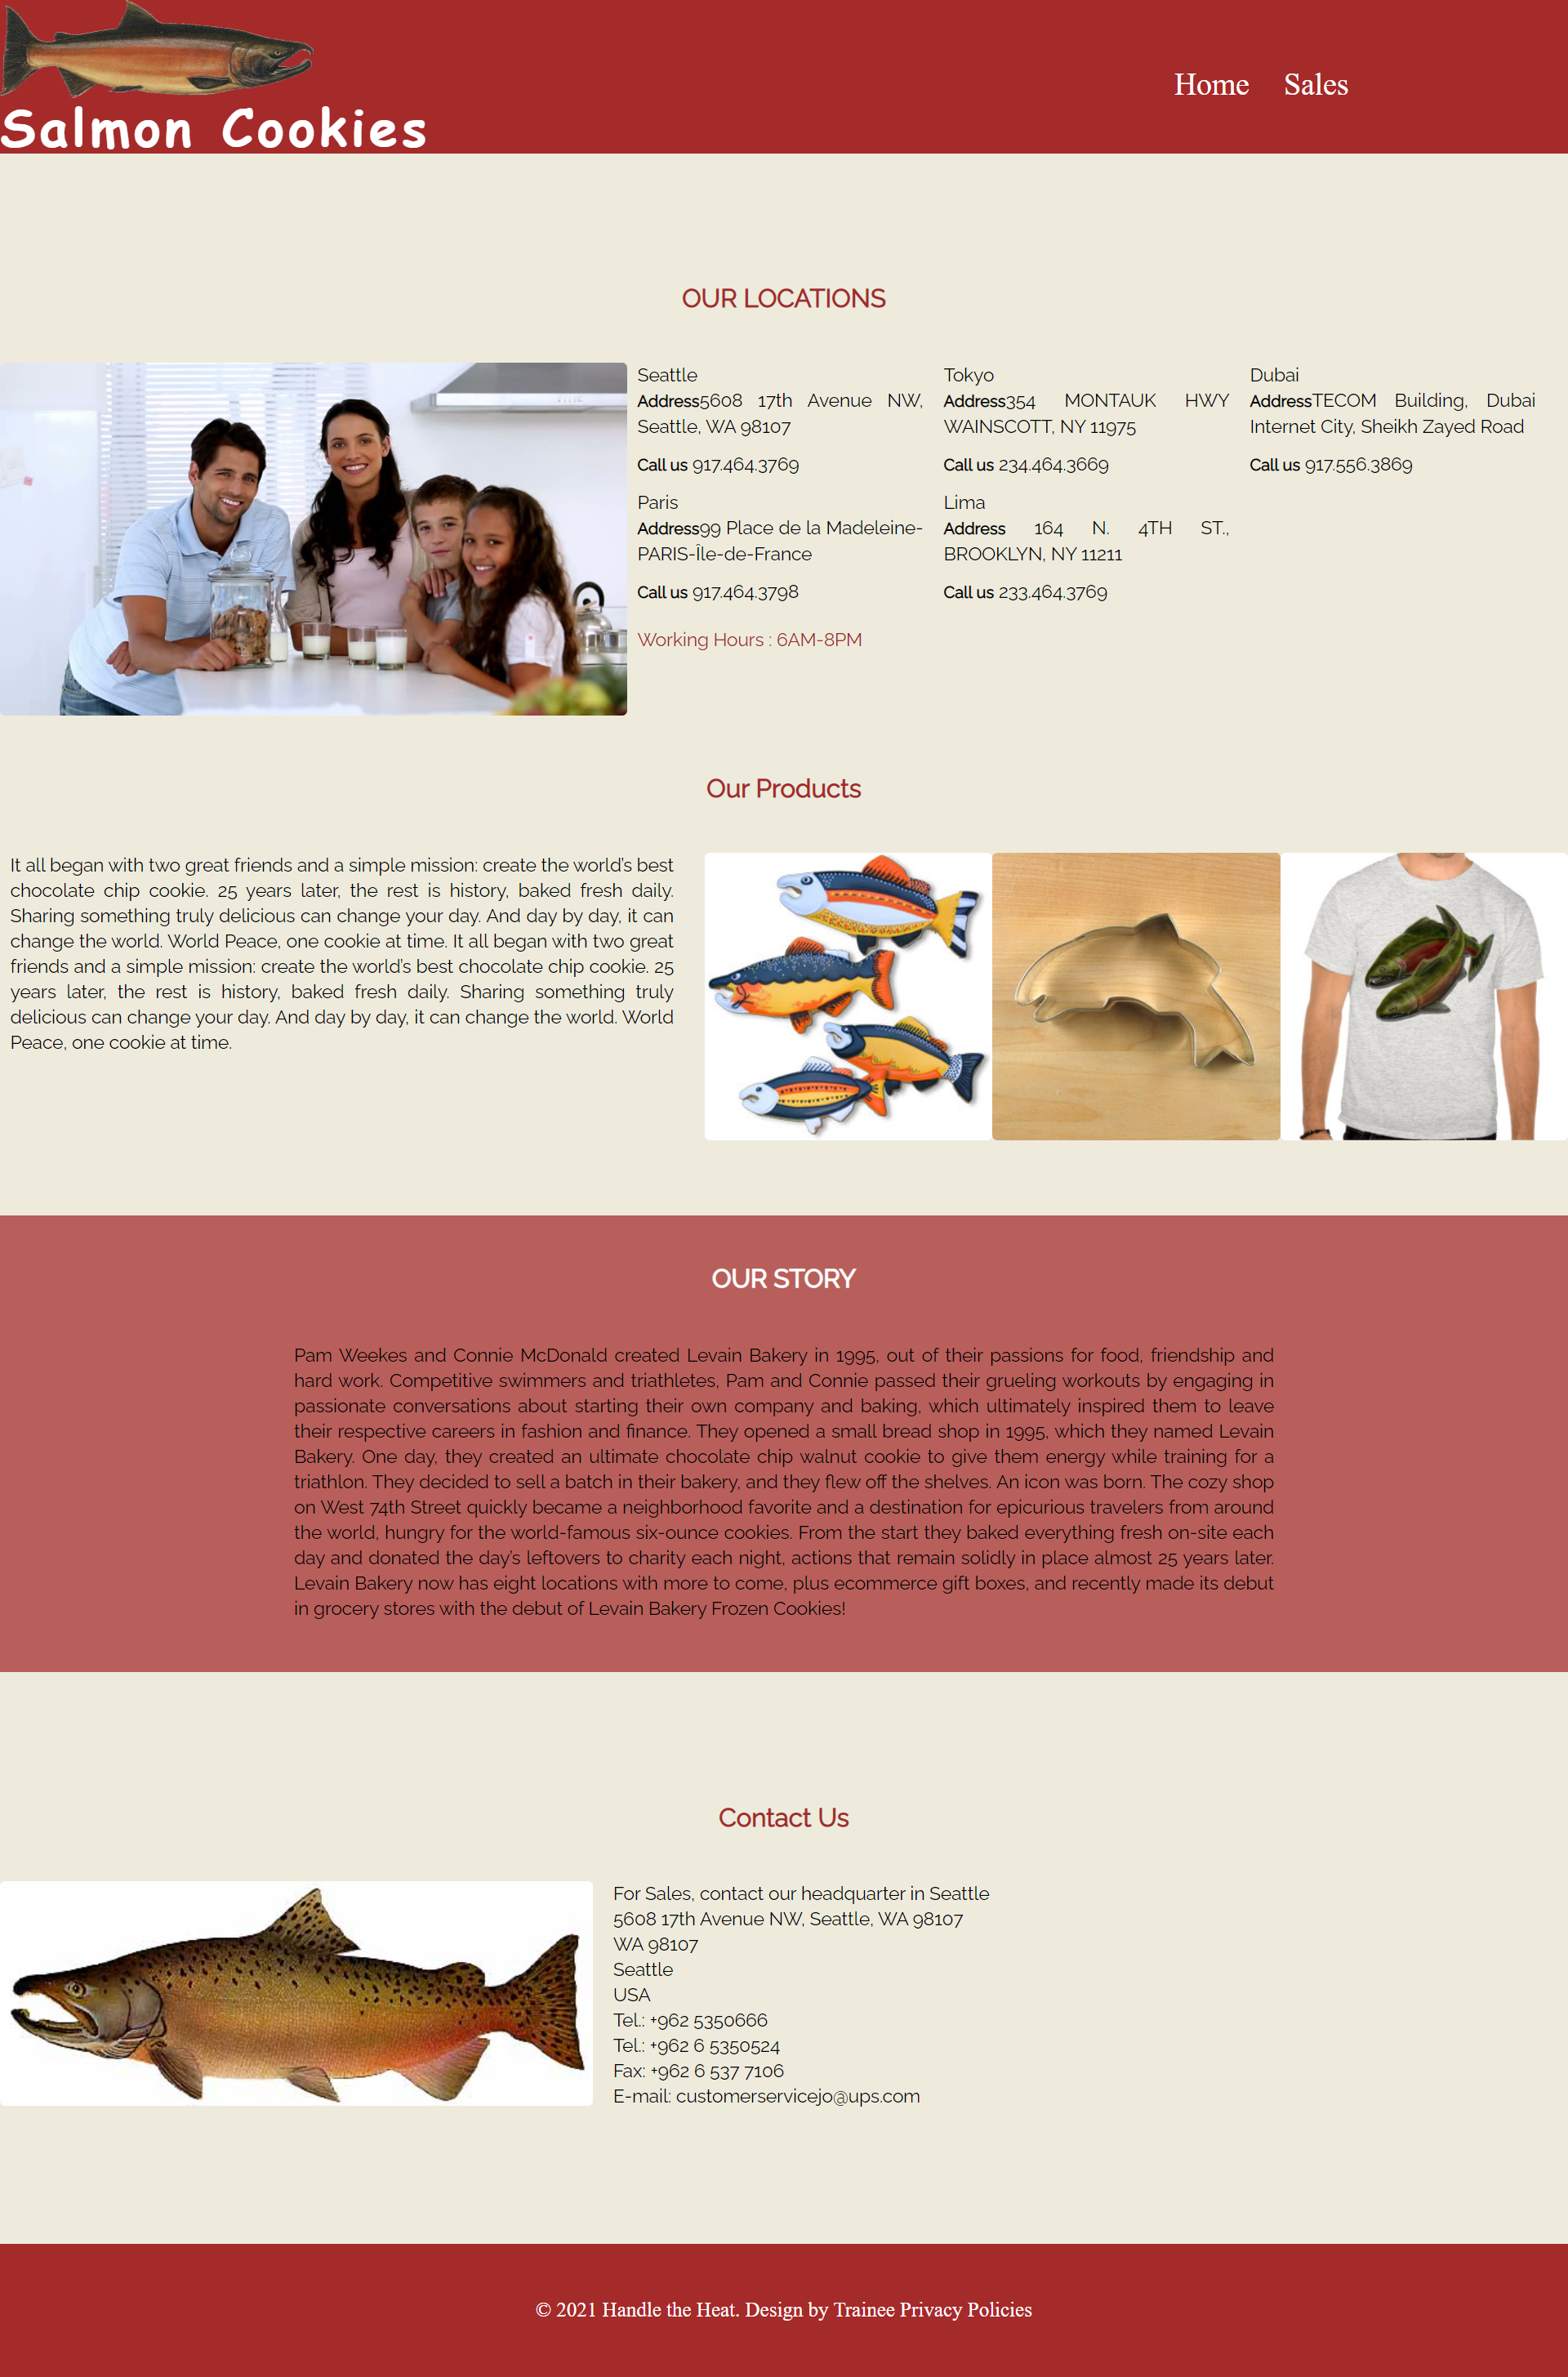 Salmon Cookies
Home Sales
OUR LOCATIONS
Seattle
Address5608 17th Avenue NW,
Seattle, WA 98107
Call us 917.464.3769
Tokyo
Address354 MONTAUK HWY
WAINSCOTT, NY 11975
Call us 234.464.3669
Dubai
AddressTECOM Building, Dubai
Internet City, Sheikh Zayed Road
Call us 917.556.3869
Paris
Address99 Place de la Madeleine-
PARIS-Île-de-France
Call us 917.464.3798
Lima
Address 164 N. 4TH ST.,
BROOKLYN, NY 11211
Call us 233.464.3769
Working Hours : 6AM-8PM
Our Products
It all began with two great friends and a simple mission: create the world’s best
chocolate chip cookie. 25 years later, the rest is history, baked fresh daily.
Sharing something truly delicious can change your day. And day by day, it can
change the world. World Peace, one cookie at time. It all began with two great
friends and a simple mission: create the world’s best chocolate chip cookie. 25
years later, the rest is history, baked fresh daily. Sharing something truly
delicious can change your day. And day by day, it can change the world. World
Peace, one cookie at time.
OUR STORY
Pam Weekes and Connie McDonald created Levain Bakery in 1995, out of their passions for food, friendship and
hard work. Competitive swimmers and triathletes, Pam and Connie passed their grueling workouts by engaging in
passionate conversations about starting their own company and baking, which ultimately inspired them to leave
their respective careers in fashion and finance. They opened a small bread shop in 1995, which they named Levain
Bakery. One day, they created an ultimate chocolate chip walnut cookie to give them energy while training for a
triathlon. They decided to sell a batch in their bakery, and they flew off the shelves. An icon was born. The cozy shop
on West 74th Street quickly became a neighborhood favorite and a destination for epicurious travelers from around
the world, hungry for the world-famous six-ounce cookies. From the start they baked everything fresh on-site each
day and donated the day’s leftovers to charity each night, actions that remain solidly in place almost 25 years later.
Levain Bakery now has eight locations with more to come, plus ecommerce gift boxes, and recently made its debut
in grocery stores with the debut of Levain Bakery Frozen Cookies!
Contact Us
For Sales, contact our headquarter in Seattle
5608 17th Avenue NW, Seattle, WA 98107
WA 98107
Seattle
USA
Tel.: +962 5350666
Tel.: +962 6 5350524
Fax: +962 6 537 7106
E-mail: customerservicejo@ups.com
© 2021 Handle the Heat. Design by Trainee Privacy Policies